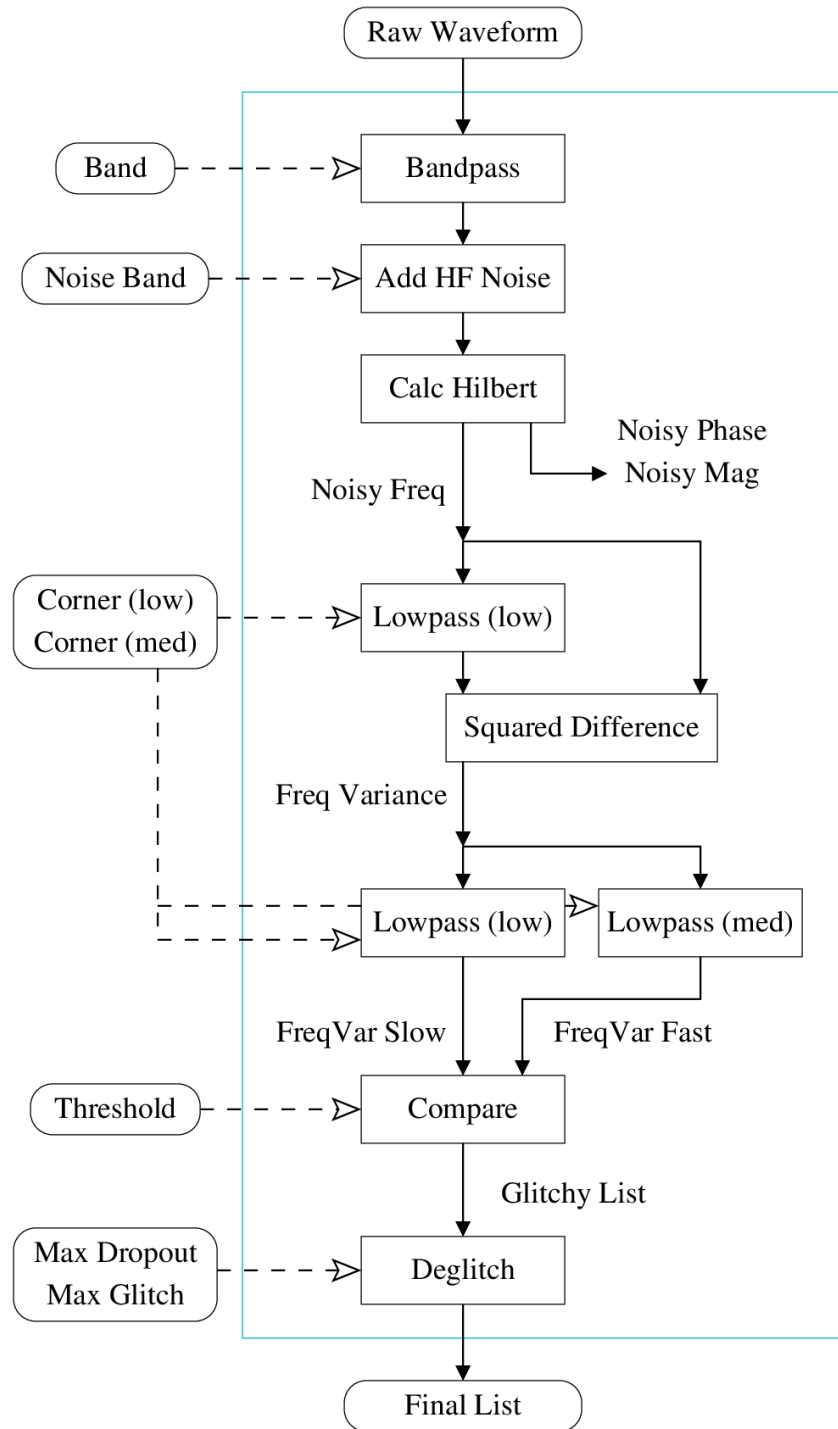 Raw Waveform
Band
Bandpass
Noise Band
Add HF Noise
Calc Hilbert
Noisy Phase
Noisy Mag
Noisy Freq
Corner (low)
Corner (med)
Lowpass (low)
Squared Difference
Freq Variance
Lowpass (low)
Lowpass (med)
FreqVar Slow
FreqVar Fast
Threshold
Compare
Glitchy List
Max Dropout
Max Glitch
Deglitch
Final List